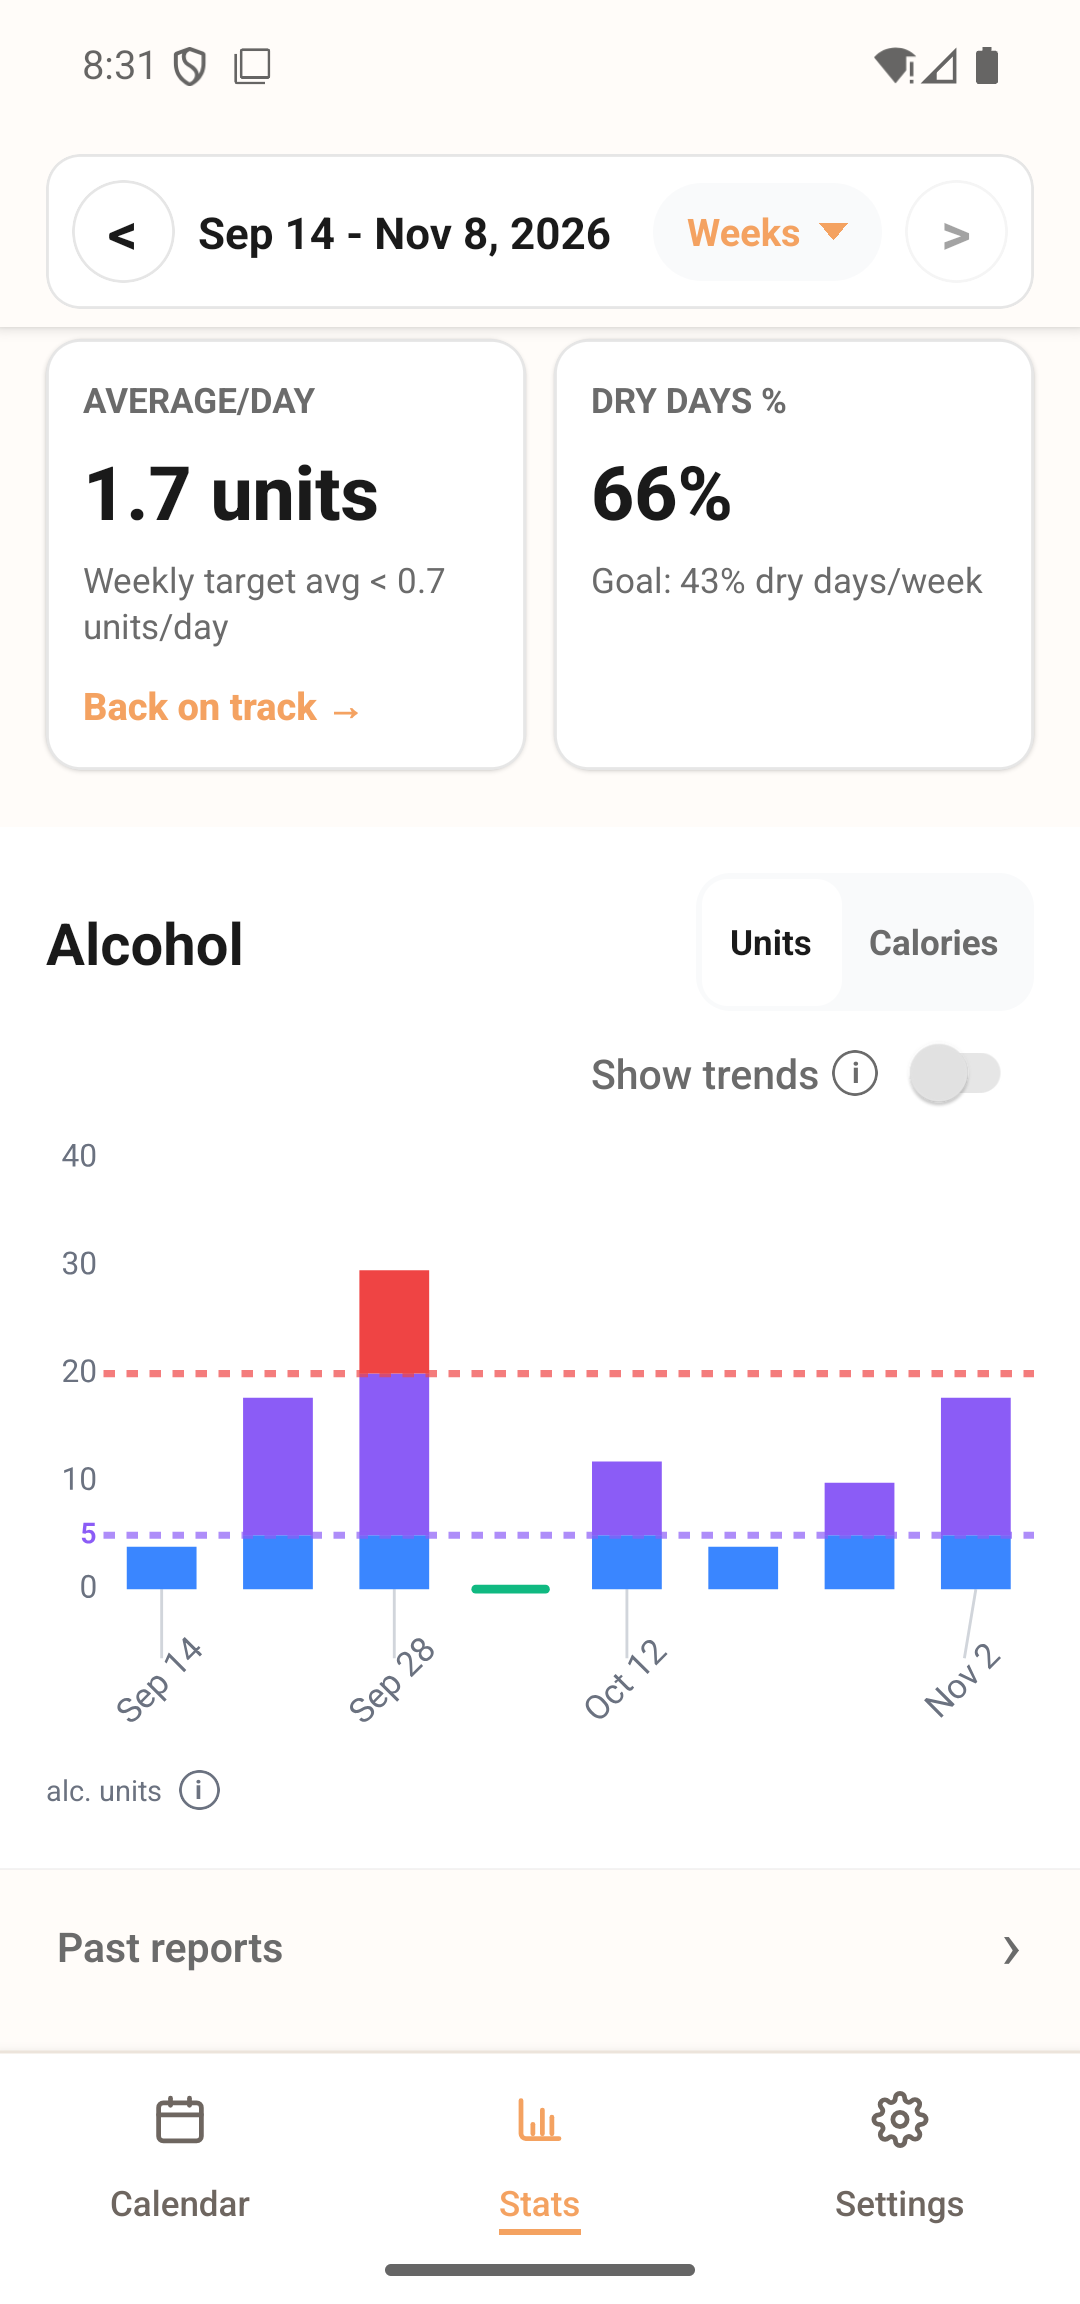 8:31
< Sep 14 - Nov 8, 2026 Weeks >
AVERAGE/DAY
1.7 units
Weekly target avg < 0.7
units/day
Back on track →
DRY DAYS %
66%
Goal: 43% dry days/week
Alcohol
Units Calories
Show trends i
40
30
20
10
5
0
Sep 14
Sep 28
Oct 12
Nov 2
alc. units i
Past reports ›
Calendar
Stats
Settings